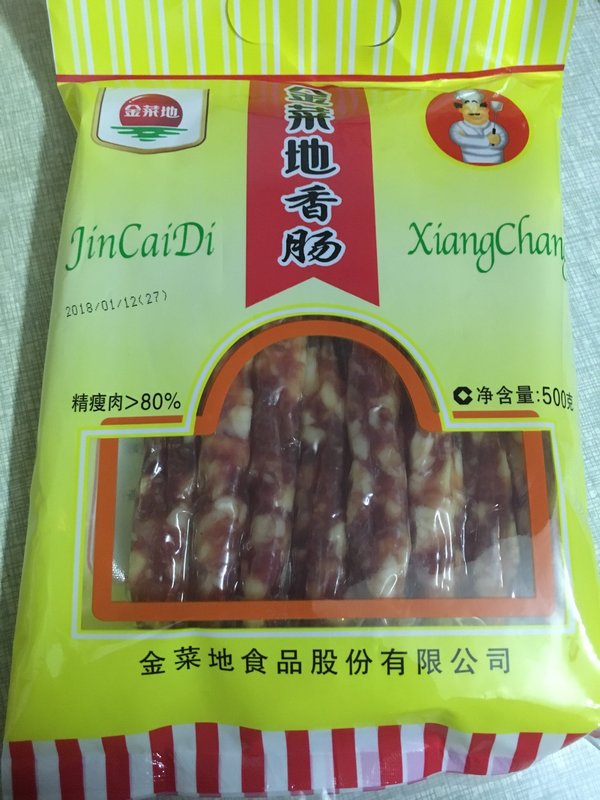 金菜地
金菜地香肠
JinCaiDi
XiangChang
2018/01/12(27)
精瘦肉>80%
净含量:500克
金菜地食品股份有限公司